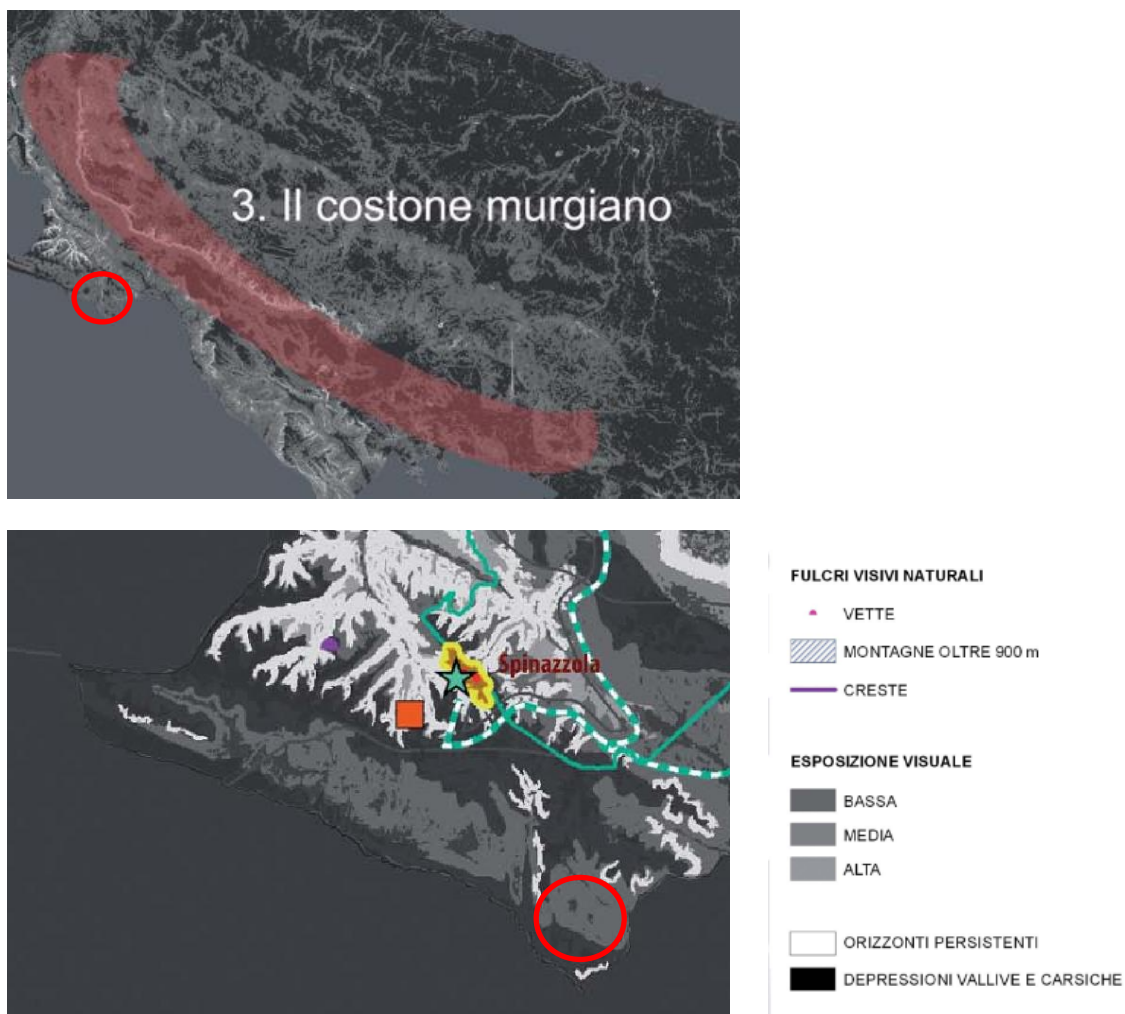 3. Il costone murgiano
Spinazzola
FULCRI VISIVI NATURALI
VETTE
MONTAGNE OLTRE 900 m
CRESTE
ESPOSIZIONE VISUALE
BASSA
MEDIA
ALTA
ORIZZONTI PERSISTENTI
DEPRESSIONI VALLIVE E CARSICHE